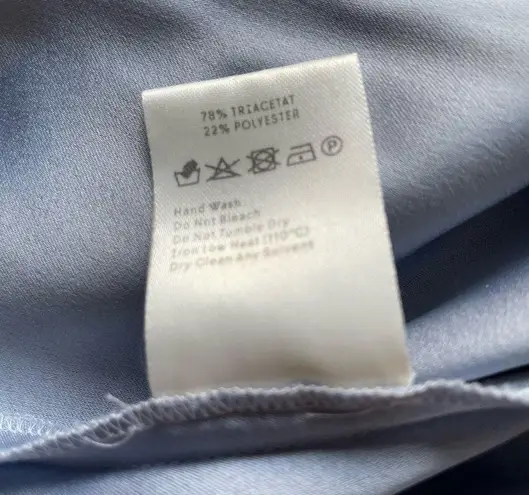 78% TRIACETAT
22% POLYESTER
P
Hand Wash
Do Not Bleach
Do Not Tumble Dry
Iron Low Heat (110°C)
Dry Clean Any Solvent